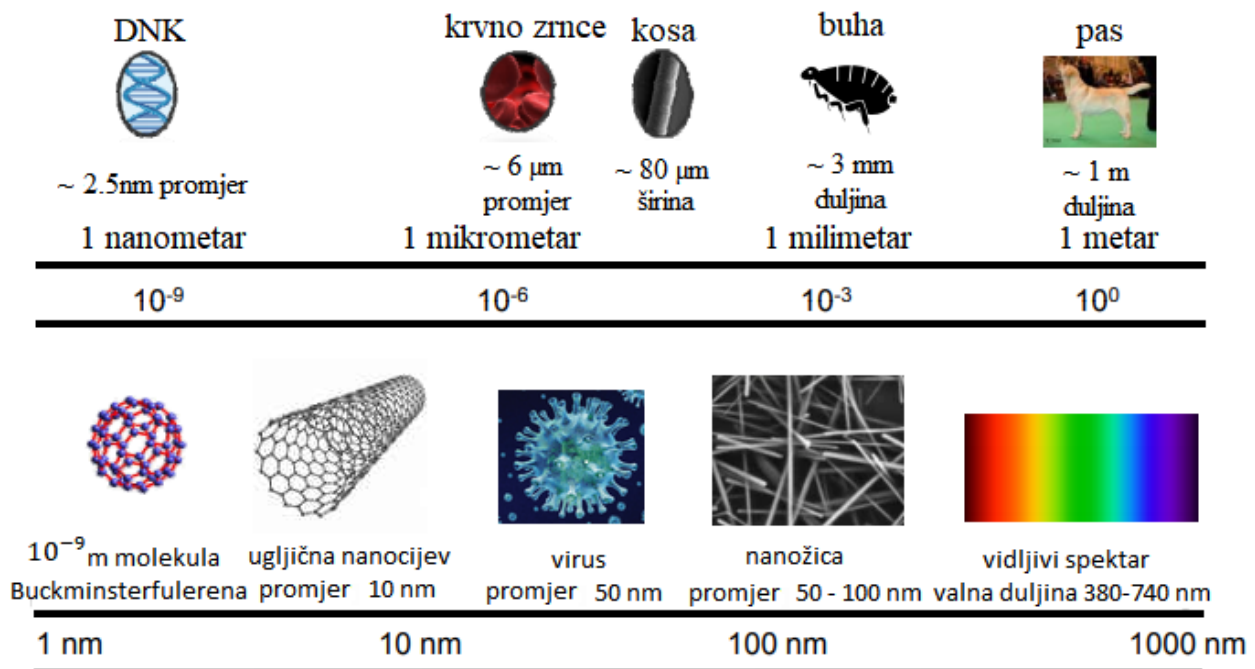 DNK
krvno zrnce
kosa
buha
pas
~ 2.5nm promjer
~ 6 µm
promjer
~ 80 µm
širina
~ 3 mm
duljina
~ 1 m
duljina
1 nanometar
1 mikrometar
1 milimetar
1 metar
10⁻⁹
10⁻⁶
10⁻³
10⁰
10⁻⁹ m molekula
Buckminsterfulerena
ugljična nanocijev
promjer 10 nm
virus
promjer 50 nm
nanožica
promjer 50 - 100 nm
vidljivi spektar
valna duljina 380-740 nm
1 nm
10 nm
100 nm
1000 nm